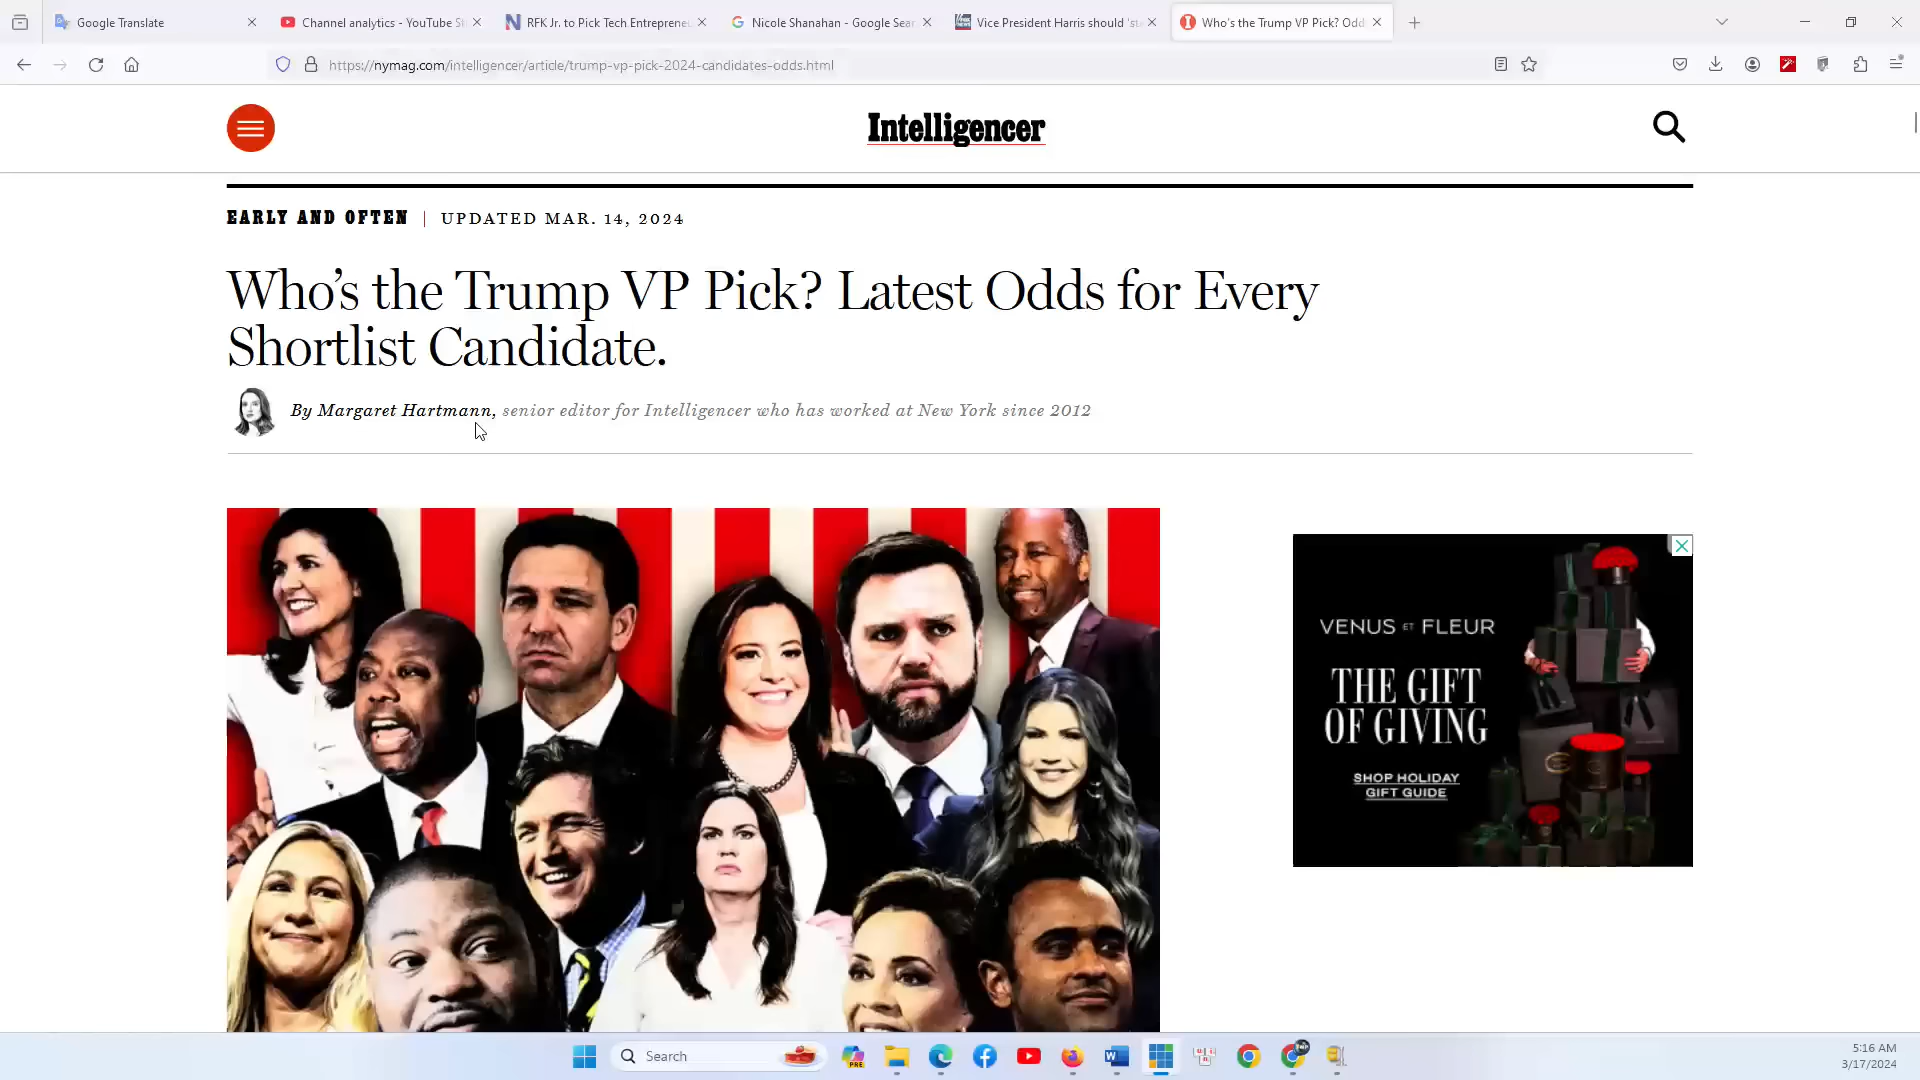 Google Translate
Channel analytics - YouTube St
RFK Jr. to Pick Tech Entreprene
Nicole Shanahan - Google Sear
Vice President Harris should 'st
Who's the Trump VP Pick? Odd
https://nymag.com/intelligencer/article/trump-vp-pick-2024-candidates-odds.html
Intelligencer
EARLY AND OFTEN | UPDATED MAR. 14, 2024
Who's the Trump VP Pick? Latest Odds for Every
Shortlist Candidate.
By Margaret Hartmann, senior editor for Intelligencer who has worked at New York since 2012
VENUS ET FLEUR
THE GIFT
OF GIVING
SHOP HOLIDAY
GIFT GUIDE
Search
PRE
5:16 AM
3/17/2024